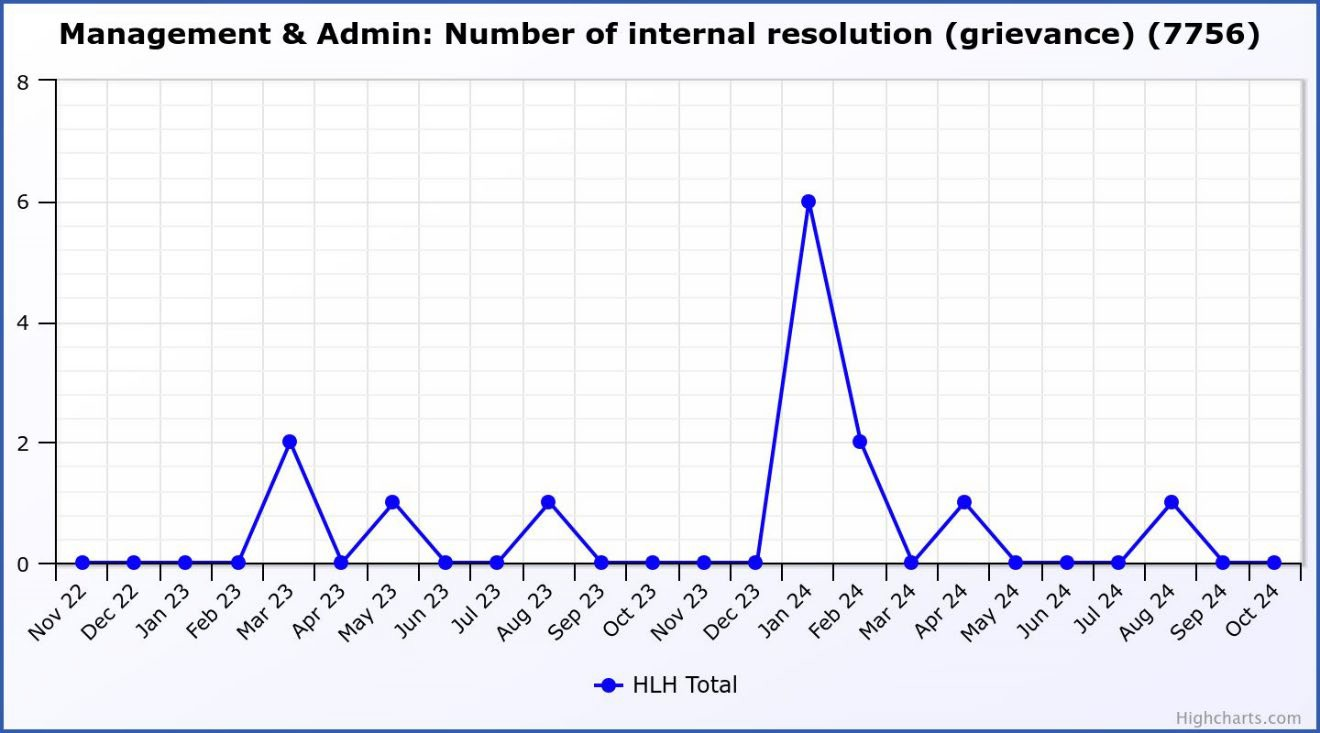 Management & Admin: Number of internal resolution (grievance) (7756)
8
6
4
2
0
Nov 22
Dec 22
Jan 23
Feb 23
Mar 23
Apr 23
May 23
Jun 23
Jul 23
Aug 23
Sep 23
Oct 23
Nov 23
Dec 23
Jan 24
Feb 24
Mar 24
Apr 24
May 24
Jun 24
Jul 24
Aug 24
Sep 24
Oct 24
HLH Total
Highcharts.com